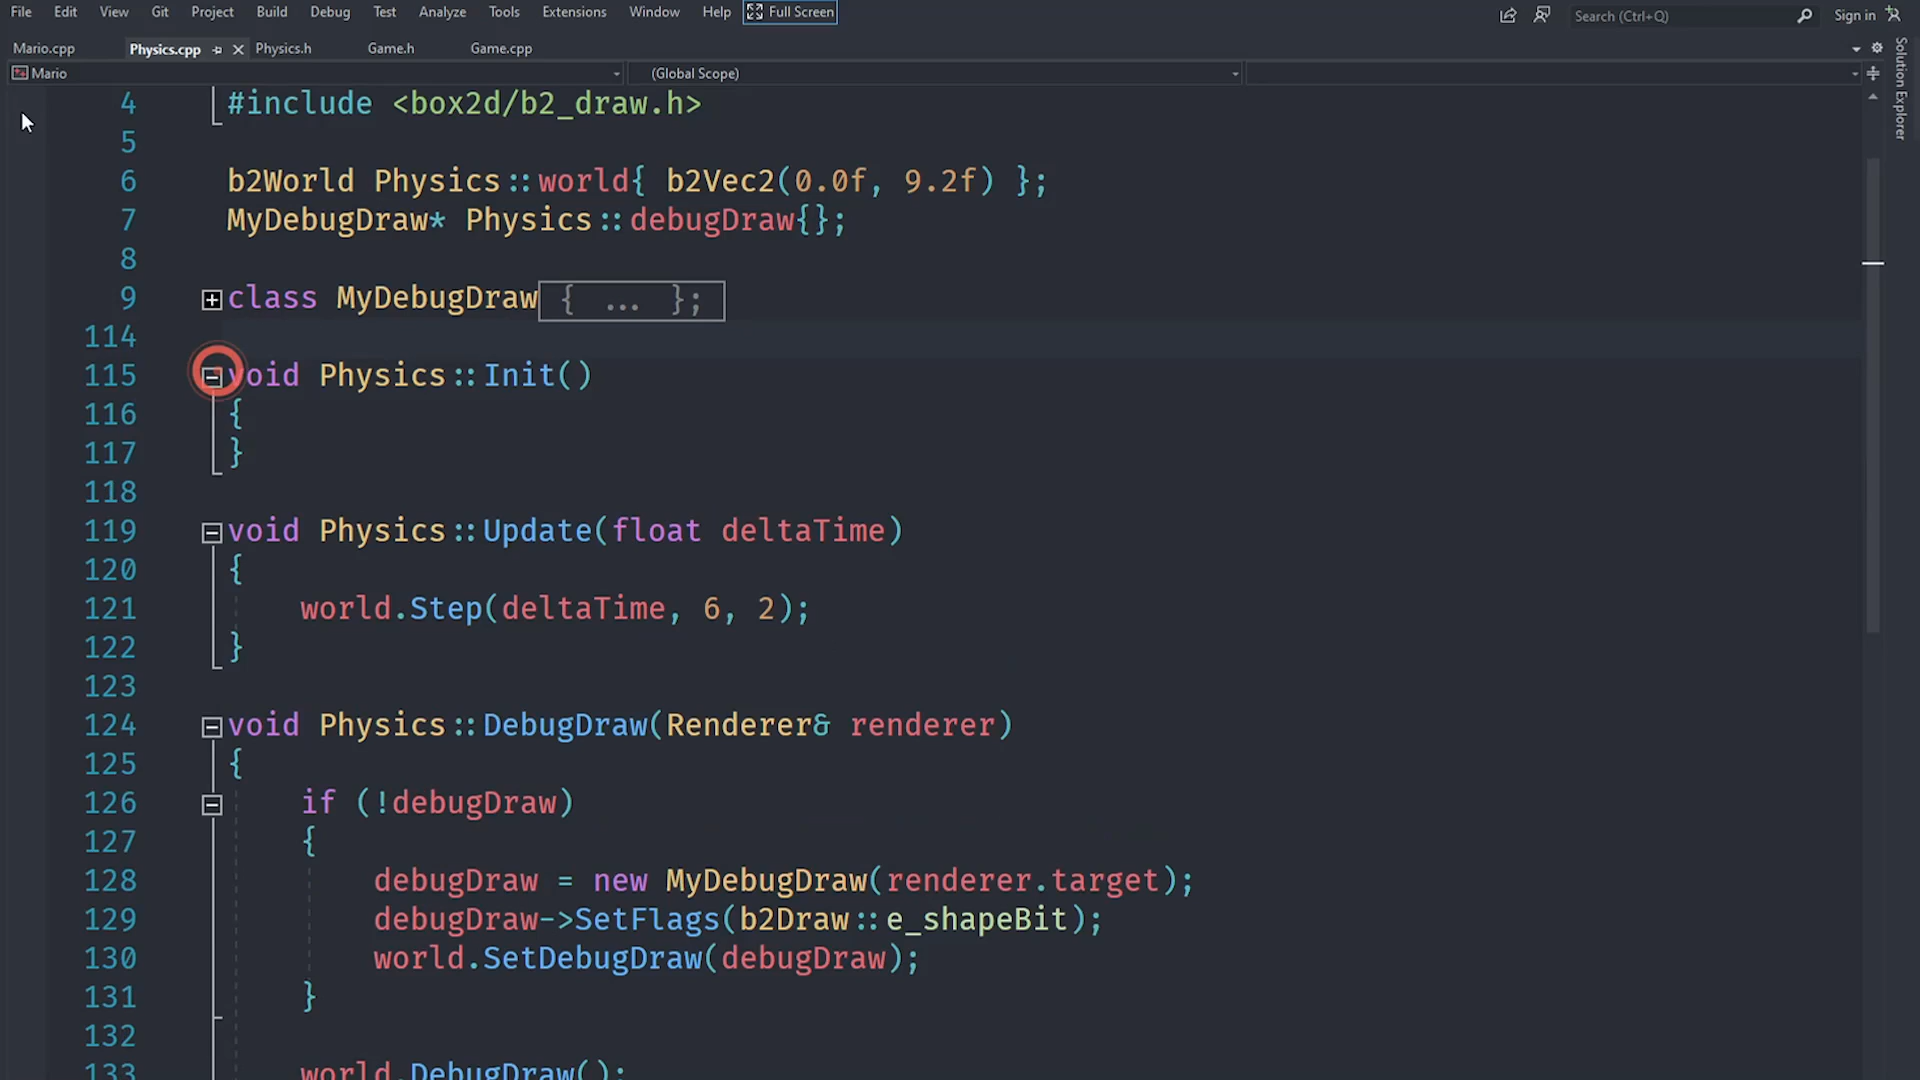 File Edit View Git Project Build Debug Test Analyze Tools Extensions Window Help Full Screen Search (Ctrl+Q) Sign in
Mario.cpp Physics.cpp Physics.h Game.h Game.cpp
Mario (Global Scope)
Solution Explorer
4 #include <box2d/b2_draw.h>
5
6 b2World Physics::world{ b2Vec2(0.0f, 9.2f) };
7 MyDebugDraw* Physics::debugDraw{};
8
9 class MyDebugDraw { ... };
114
115 void Physics::Init()
116 {
117 }
118
119 void Physics::Update(float deltaTime)
120 {
121 world.Step(deltaTime, 6, 2);
122 }
123
124 void Physics::DebugDraw(Renderer& renderer)
125 {
126 if (!debugDraw)
127 {
128 debugDraw = new MyDebugDraw(renderer.target);
129 debugDraw->SetFlags(b2Draw::e_shapeBit);
130 world.SetDebugDraw(debugDraw);
131 }
132
133 world.DebugDraw();